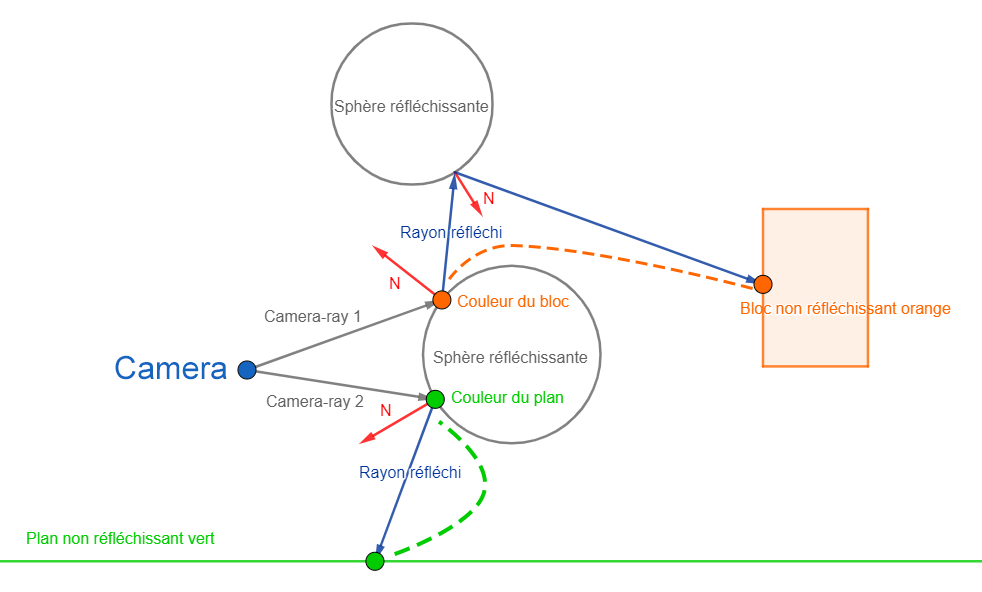 Sphère réfléchissante
N
Rayon réfléchi
N
Couleur du bloc
Bloc non réfléchissant orange
Camera-ray 1
Sphère réfléchissante
Camera
Couleur du plan
Camera-ray 2
N
Rayon réfléchi
Plan non réfléchissant vert